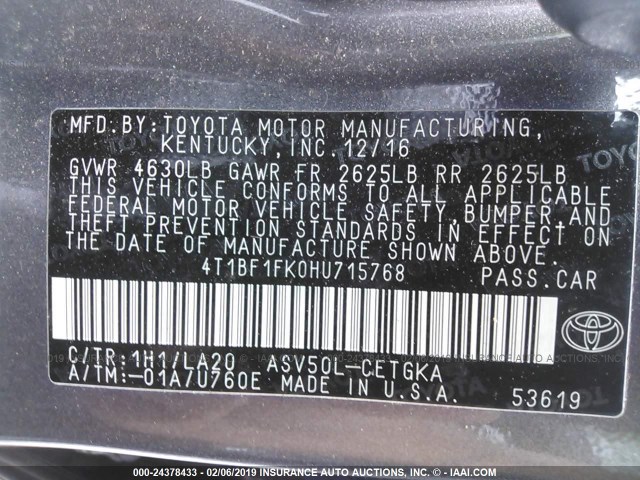 MFD.BY:TOYOTA MOTOR MANUFACTURING,
KENTUCKY,INC.12/16
GVWR 4630LB GAWR FR 2625LB RR 2625LB
THIS VEHICLE CONFORMS TO ALL APPLICABLE
FEDERAL MOTOR VEHICLE SAFETY,BUMPER,AND
THEFT PREVENTION STANDARDS IN EFFECT ON
THE DATE OF MANUFACTURE SHOWN ABOVE.
4T1BF1FK0HU715768 PASS.CAR
C/TR:1H1/LA20 ASV50L-CETGKA
A/TM:-01A/U760E MADE IN U.S.A.
53619
000-24378433 - 02/06/2019 INSURANCE AUTO AUCTIONS, INC. - IAAI.COM